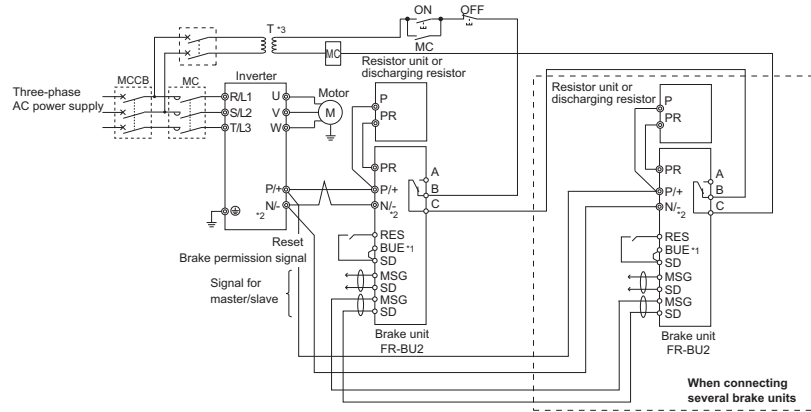 ON
OFF
T *3
MC
MC
Resistor unit or
discharging resistor
MCCB
MC
Inverter
Three-phase
AC power supply
R/L1
S/L2
T/L3
U
V
W
Motor
M
P
PR
PR
P/+
N/-
*2
P/+
N/-
*2
A
B
C
Reset
RES
Brake permission signal
BUE *1
SD
Signal for
master/slave
MSG
SD
MSG
SD
Brake unit
FR-BU2
Resistor unit or
discharging resistor
P
PR
PR
P/+
N/-
*2
A
B
C
RES
BUE *1
SD
MSG
SD
MSG
SD
Brake unit
FR-BU2
When connecting
several brake units